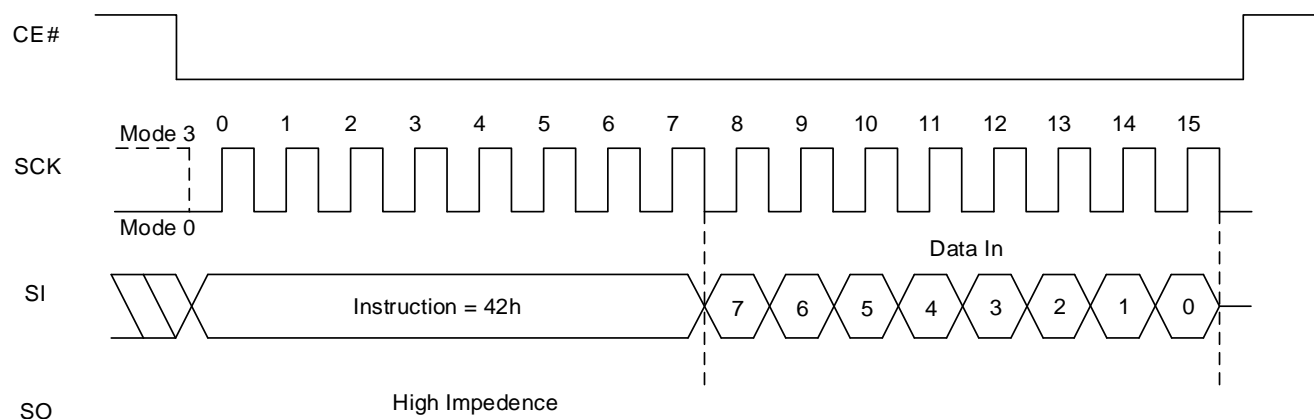 CE#
Mode 3
0 1 2 3 4 5 6 7 8 9 10 11 12 13 14 15
SCK
Mode 0
Data In
SI
Instruction = 42h
7 6 5 4 3 2 1 0
High Impedence
SO